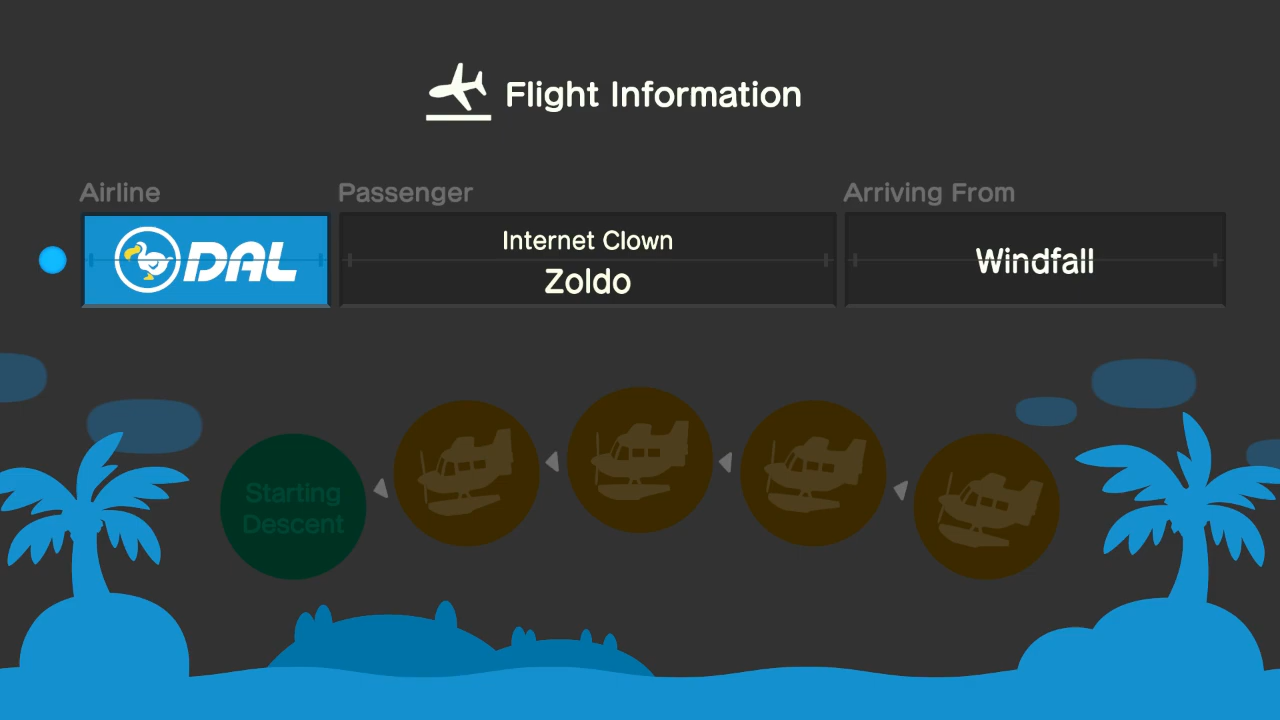 Flight Information
Airline
Passenger
Arriving From
DAL
Internet Clown
Zoldo
Windfall
Starting
Descent